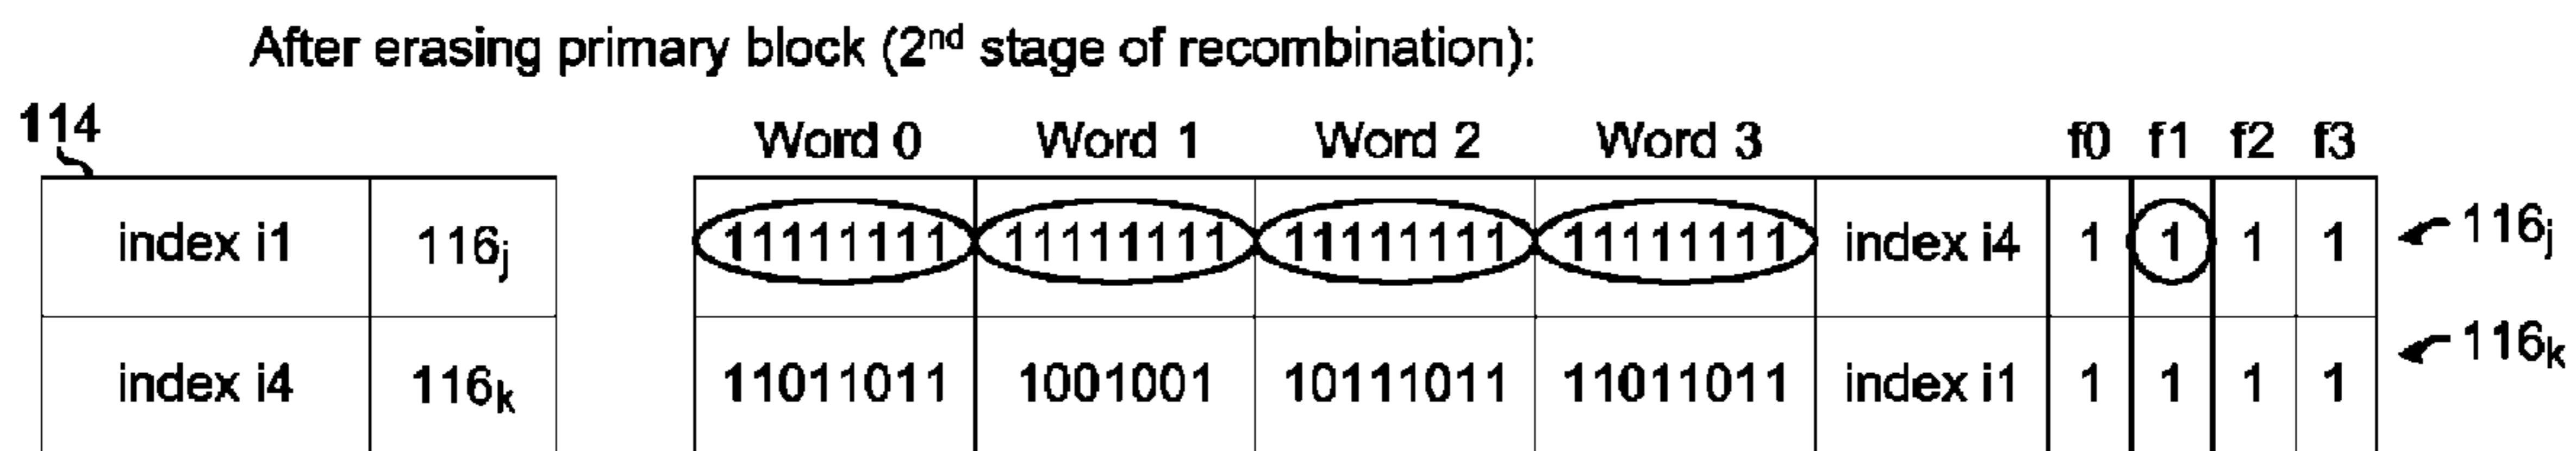 After erasing primary block (2nd stage of recombination):
114
Word 0 Word 1 Word 2 Word 3 f0 f1 f2 f3
index i1 116j 11111111 11111111 11111111 11111111 index i4 1 1 1 1 116j
index i4 116k 11011011 1001001 10111011 11011011 index i1 1 1 1 1 116k